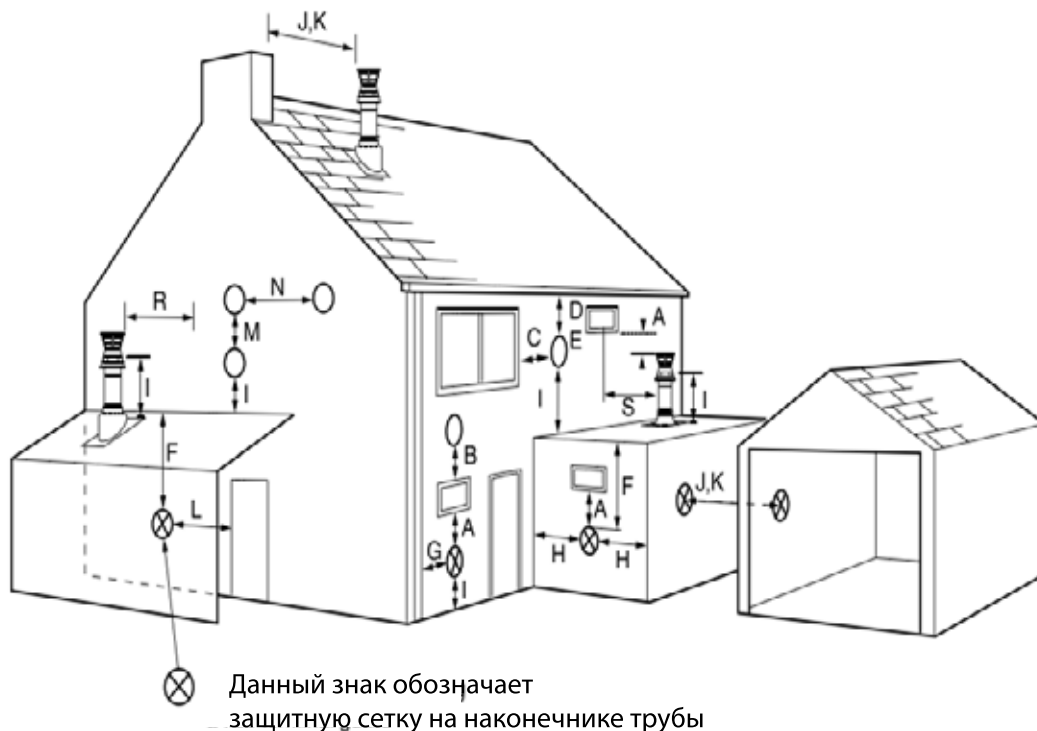 J,K
N
R
M
D
A
E
C
I
I
I
I
S
F
B
F
L
J,K
A
A
G
H
H
I
Данный знак обозначает
защитную сетку на наконечнике трубы